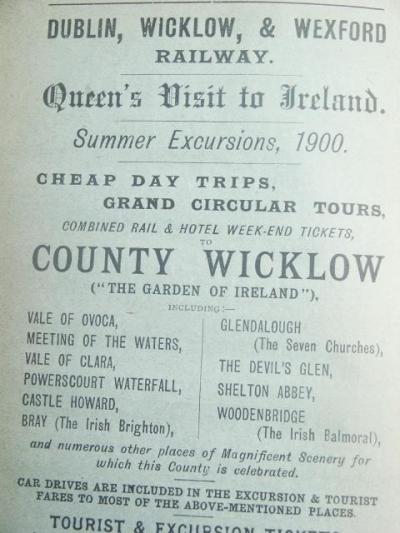 DUBLIN, WICKLOW, & WEXFORD
RAILWAY.
Queen's Visit to Ireland.
Summer Excursions, 1900.
CHEAP DAY TRIPS,
GRAND CIRCULAR TOURS,
COMBINED RAIL & HOTEL WEEK-END TICKETS,
TO
COUNTY WICKLOW
("THE GARDEN OF IRELAND"),
INCLUDING:—
VALE OF OVOCA,
MEETING OF THE WATERS,
VALE OF CLARA,
POWERSCOURT WATERFALL,
CASTLE HOWARD,
BRAY (The Irish Brighton),
GLENDALOUGH
(The Seven Churches),
THE DEVIL'S GLEN,
SHELTON ABBEY,
WOODENBRIDGE
(The Irish Balmoral),
and numerous other places of Magnificent Scenery for
which this County is celebrated.
CAR DRIVES ARE INCLUDED IN THE EXCURSION & TOURIST
FARES TO MOST OF THE ABOVE-MENTIONED PLACES.
TOURIST & EXCURSION TICKETS